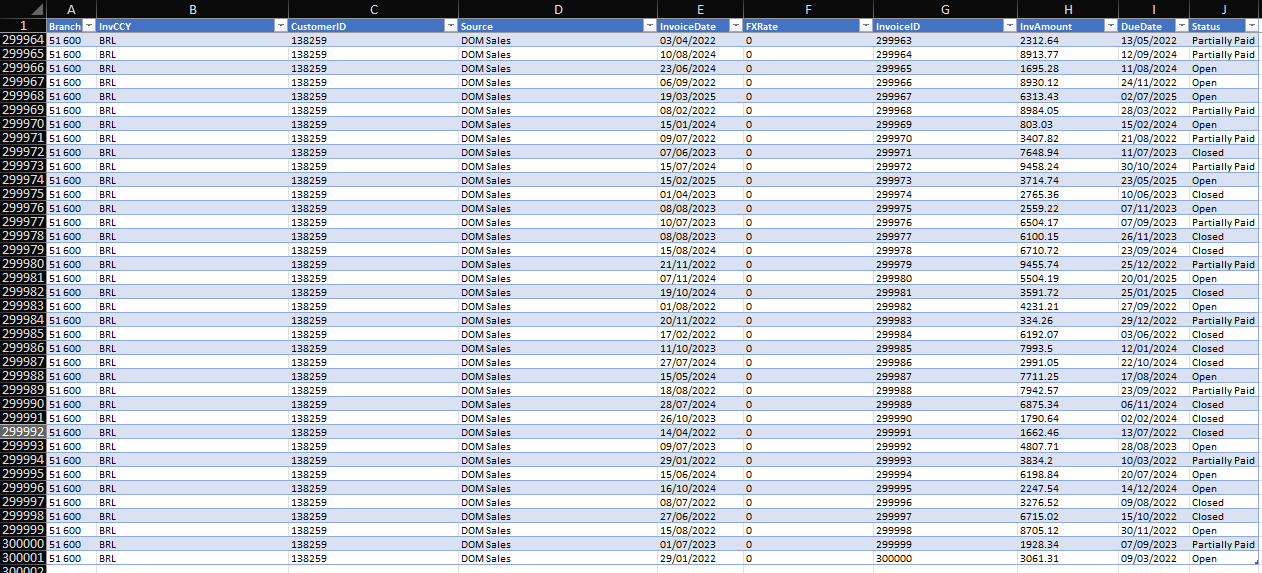 A B C D E F G H I J
1 Branch InvCCY CustomerID Source InvoiceDate FXRate InvoiceID InvAmount DueDate Status
299964 51 600 BRL 138259 DOM Sales 03/04/2022 0 299963 2312.64 13/05/2022 Partially Paid
299965 51 600 BRL 138259 DOM Sales 10/08/2024 0 299964 8913.77 12/09/2024 Partially Paid
299966 51 600 BRL 138259 DOM Sales 23/06/2024 0 299965 1695.28 11/08/2024 Open
299967 51 600 BRL 138259 DOM Sales 06/09/2022 0 299966 8930.12 24/11/2022 Open
299968 51 600 BRL 138259 DOM Sales 19/03/2025 0 299967 6313.43 02/07/2025 Open
299969 51 600 BRL 138259 DOM Sales 08/02/2022 0 299968 8984.05 28/03/2022 Partially Paid
299970 51 600 BRL 138259 DOM Sales 15/01/2024 0 299969 803.03 15/02/2024 Open
299971 51 600 BRL 138259 DOM Sales 09/07/2022 0 299970 3407.82 21/08/2022 Partially Paid
299972 51 600 BRL 138259 DOM Sales 07/06/2023 0 299971 7648.94 11/07/2023 Closed
299973 51 600 BRL 138259 DOM Sales 15/07/2024 0 299972 9458.24 30/10/2024 Partially Paid
299974 51 600 BRL 138259 DOM Sales 15/02/2025 0 299973 3714.74 23/05/2025 Open
299975 51 600 BRL 138259 DOM Sales 01/04/2023 0 299974 2765.36 10/06/2023 Closed
299976 51 600 BRL 138259 DOM Sales 08/08/2023 0 299975 2559.22 07/11/2023 Open
299977 51 600 BRL 138259 DOM Sales 10/07/2023 0 299976 6504.17 07/09/2023 Partially Paid
299978 51 600 BRL 138259 DOM Sales 08/08/2023 0 299977 6100.15 26/11/2023 Closed
299979 51 600 BRL 138259 DOM Sales 15/08/2024 0 299978 6710.72 23/09/2024 Closed
299980 51 600 BRL 138259 DOM Sales 21/11/2022 0 299979 9455.74 25/12/2022 Partially Paid
299981 51 600 BRL 138259 DOM Sales 07/11/2024 0 299980 5504.19 20/01/2025 Open
299982 51 600 BRL 138259 DOM Sales 19/10/2024 0 299981 3591.72 25/01/2025 Closed
299983 51 600 BRL 138259 DOM Sales 01/08/2022 0 299982 4231.21 27/09/2022 Open
299984 51 600 BRL 138259 DOM Sales 20/11/2022 0 299983 334.26 29/12/2022 Partially Paid
299985 51 600 BRL 138259 DOM Sales 17/02/2022 0 299984 6192.07 03/06/2022 Closed
299986 51 600 BRL 138259 DOM Sales 11/10/2023 0 299985 7993.5 12/01/2024 Closed
299987 51 600 BRL 138259 DOM Sales 27/07/2024 0 299986 2991.05 22/10/2024 Closed
299988 51 600 BRL 138259 DOM Sales 15/05/2024 0 299987 7711.25 17/08/2024 Open
299989 51 600 BRL 138259 DOM Sales 18/08/2022 0 299988 7942.57 23/09/2022 Partially Paid
299990 51 600 BRL 138259 DOM Sales 28/07/2024 0 299989 6875.34 06/11/2024 Closed
299991 51 600 BRL 138259 DOM Sales 26/10/2023 0 299990 1790.64 02/02/2024 Closed
299992 51 600 BRL 138259 DOM Sales 14/04/2022 0 299991 1662.46 13/07/2022 Closed
299993 51 600 BRL 138259 DOM Sales 09/07/2023 0 299992 4807.71 28/08/2023 Open
299994 51 600 BRL 138259 DOM Sales 29/01/2022 0 299993 3834.2 10/03/2022 Partially Paid
299995 51 600 BRL 138259 DOM Sales 15/06/2024 0 299994 6198.84 20/07/2024 Open
299996 51 600 BRL 138259 DOM Sales 16/10/2024 0 299995 2247.54 14/12/2024 Open
299997 51 600 BRL 138259 DOM Sales 08/07/2022 0 299996 3276.52 09/08/2022 Closed
299998 51 600 BRL 138259 DOM Sales 27/06/2022 0 299997 6715.02 15/10/2022 Closed
299999 51 600 BRL 138259 DOM Sales 15/08/2022 0 299998 8705.12 30/11/2022 Open
300000 51 600 BRL 138259 DOM Sales 01/07/2023 0 299999 1928.34 07/09/2023 Partially Paid
300001 51 600 BRL 138259 DOM Sales 29/01/2022 0 300000 3061.31 09/03/2022 Open
300002